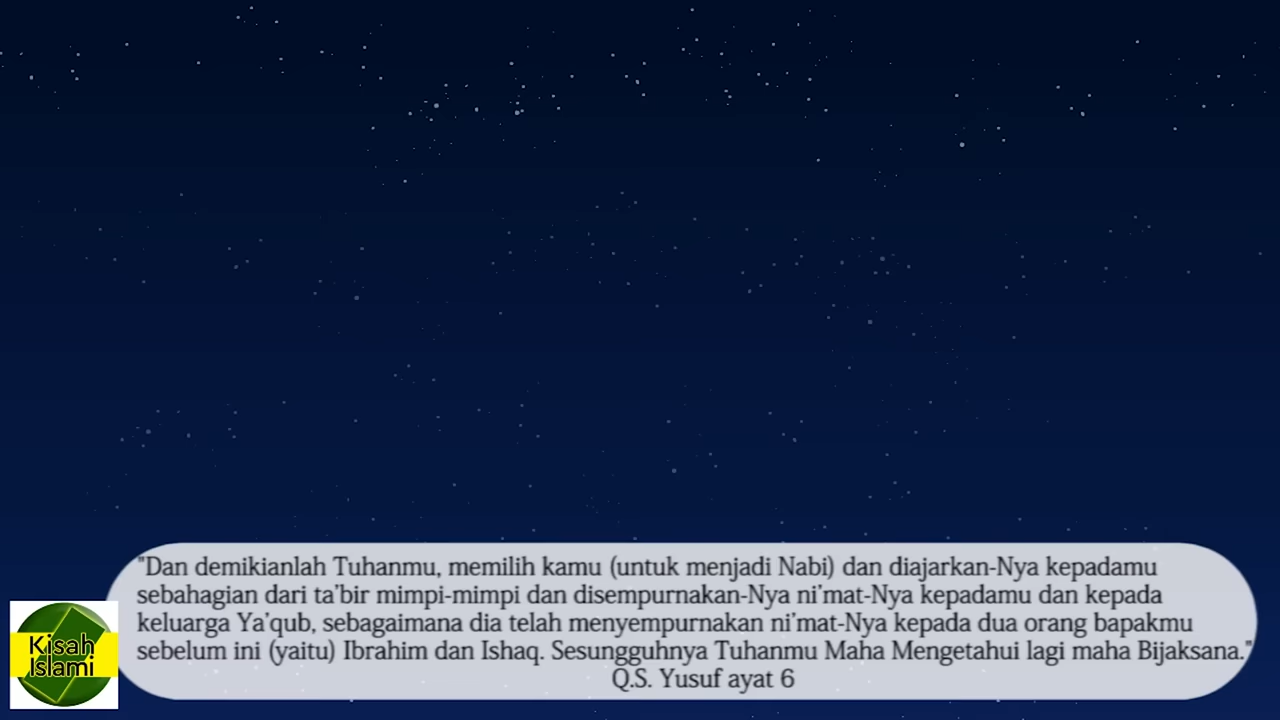 "Dan demikianlah Tuhanmu, memilih kamu (untuk menjadi Nabi) dan diajarkan-Nya kepadamu
sebahagian dari ta'bir mimpi-mimpi dan disempurnakan-Nya ni'mat-Nya kepadamu dan kepada
keluarga Ya'qub, sebagaimana dia telah menyempurnakan ni'mat-Nya kepada dua orang bapakmu
sebelum ini (yaitu) Ibrahim dan Ishaq. Sesungguhnya Tuhanmu Maha Mengetahui lagi maha Bijaksana."
Q.S. Yusuf ayat 6
Kisah
Islami